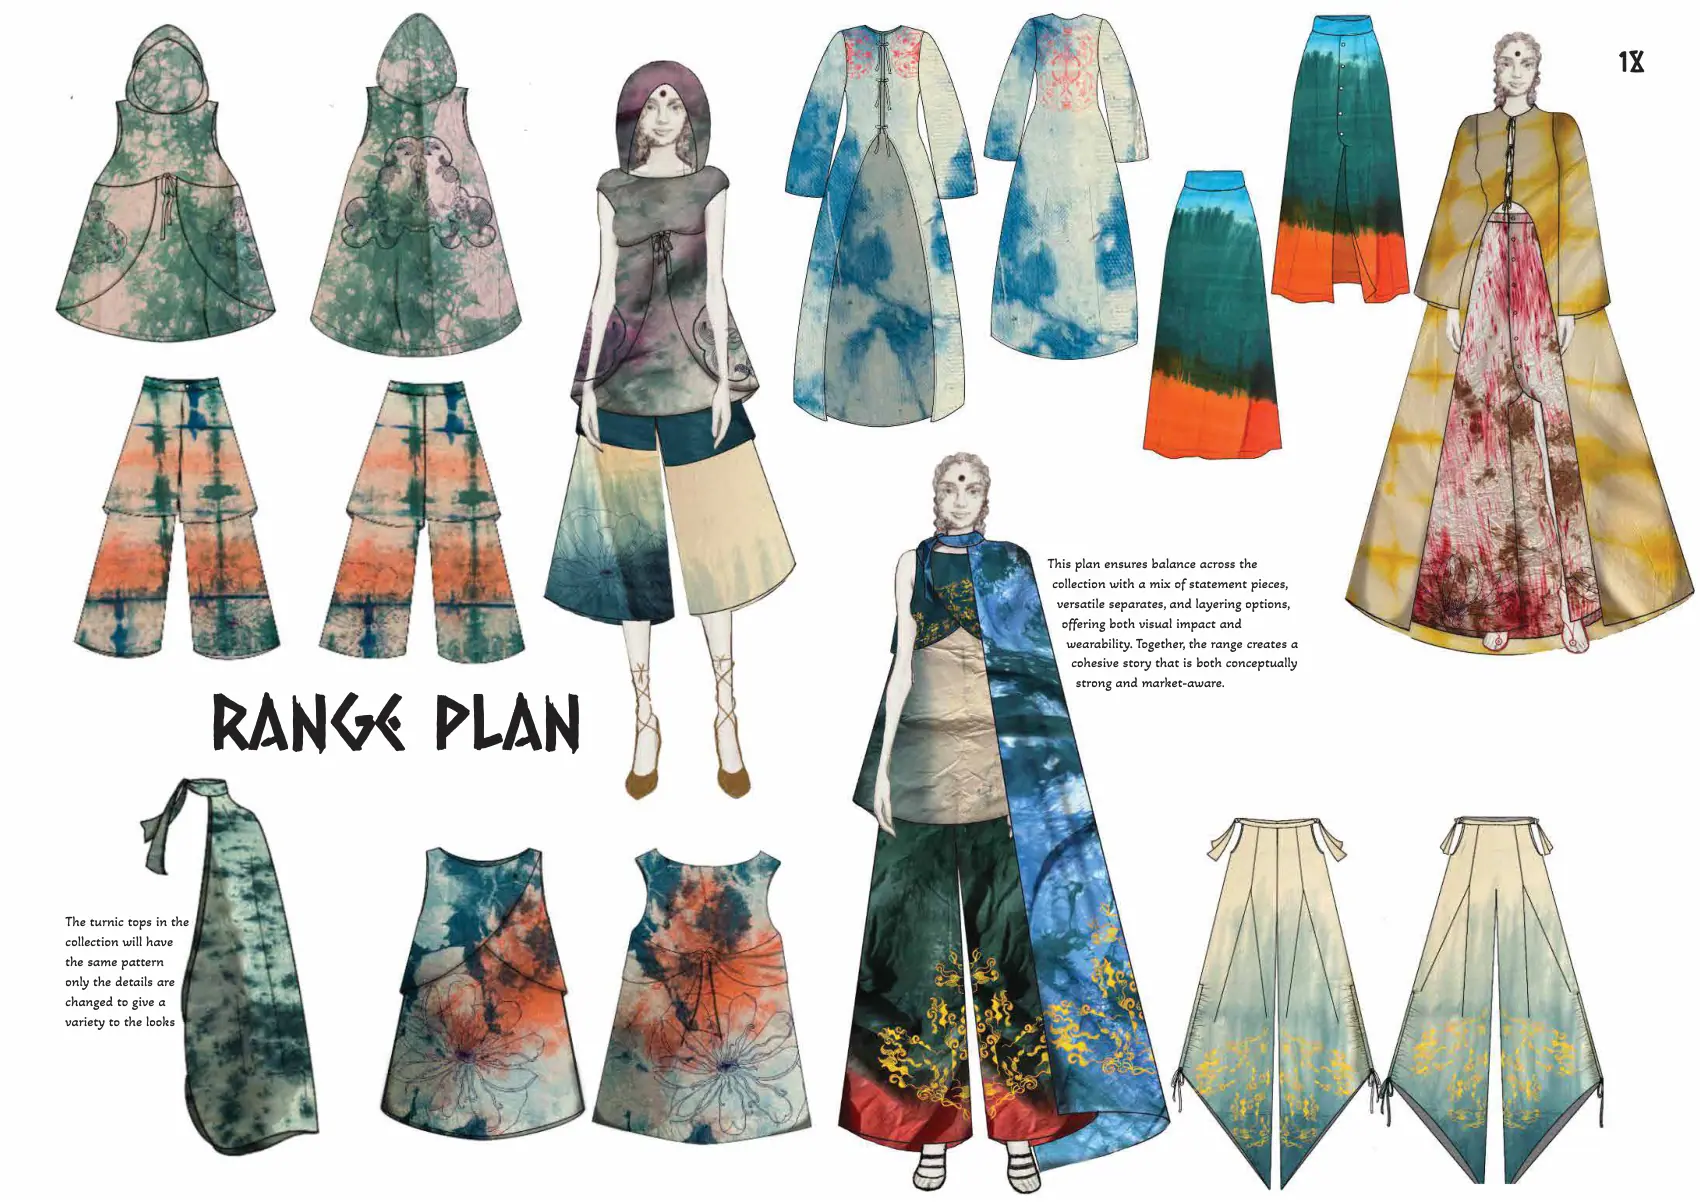 18
This plan ensures balance across the
collection with a mix of statement pieces,
versatile separates, and layering options,
offering both visual impact and
wearability. Together, the range creates a
cohesive story that is both conceptually
strong and market-aware.
RANGE PLAN
The turnic tops in the
collection will have
the same pattern
only the details are
changed to give a
variety to the looks